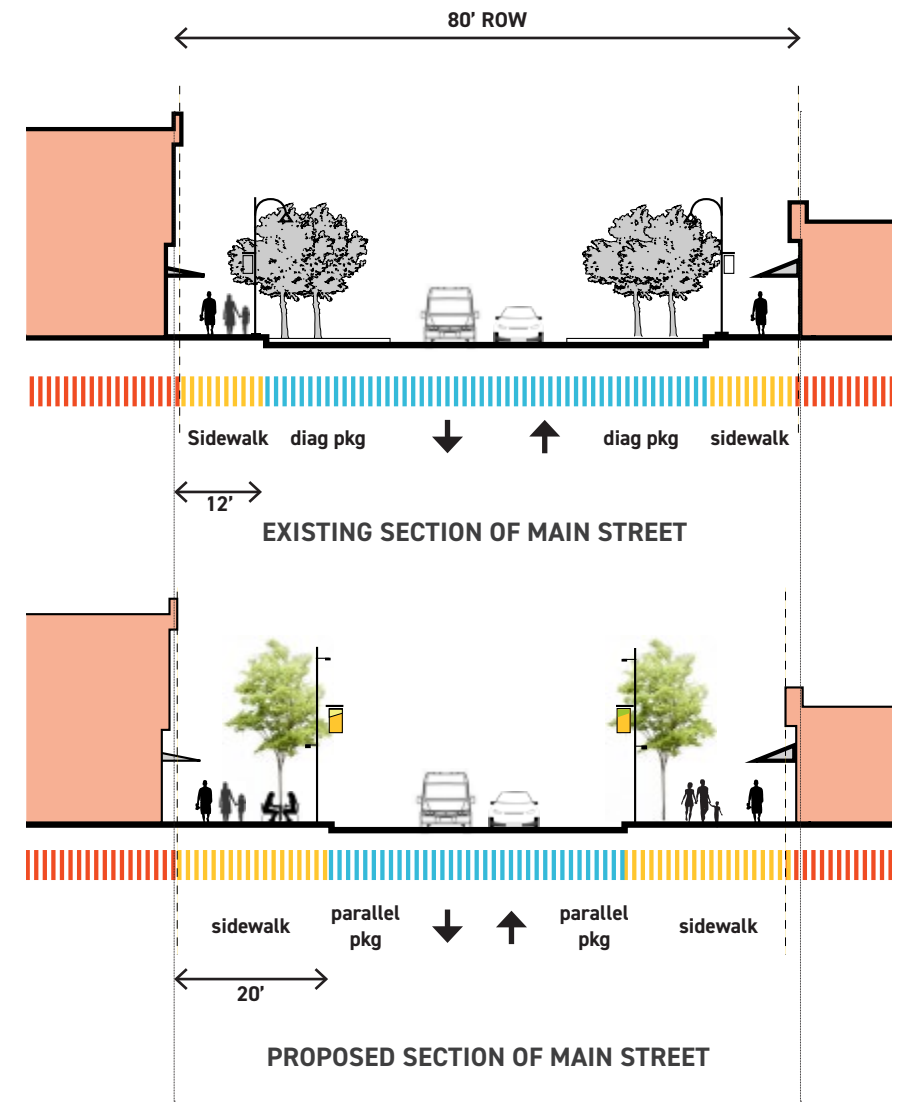 80’ ROW
Sidewalk diag pkg diag pkg sidewalk
12’
EXISTING SECTION OF MAIN STREET
sidewalk parallel pkg parallel pkg sidewalk
20’
PROPOSED SECTION OF MAIN STREET